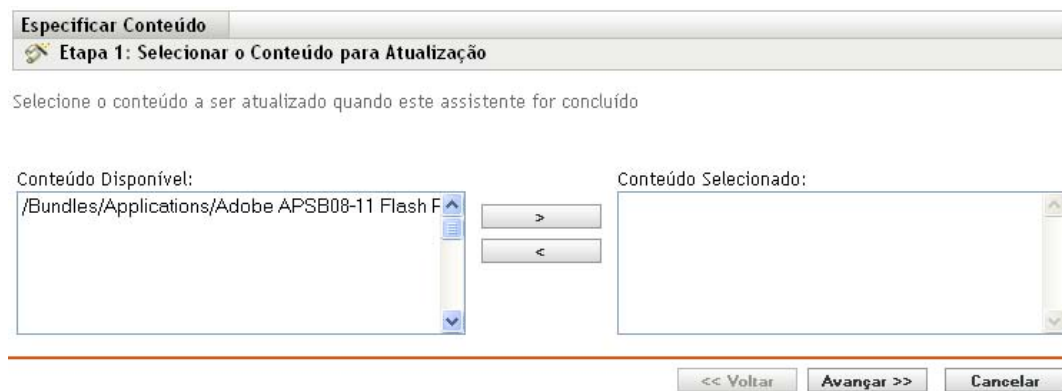 Especificar Conteúdo
Etapa 1: Selecionar o Conteúdo para Atualização
Selecione o conteúdo a ser atualizado quando este assistente for concluído
Conteúdo Disponível:
Conteúdo Selecionado:
/Bundles/Applications/Adobe APSB08-11 Flash
>
<
<< Voltar
Avançar >>
Cancelar